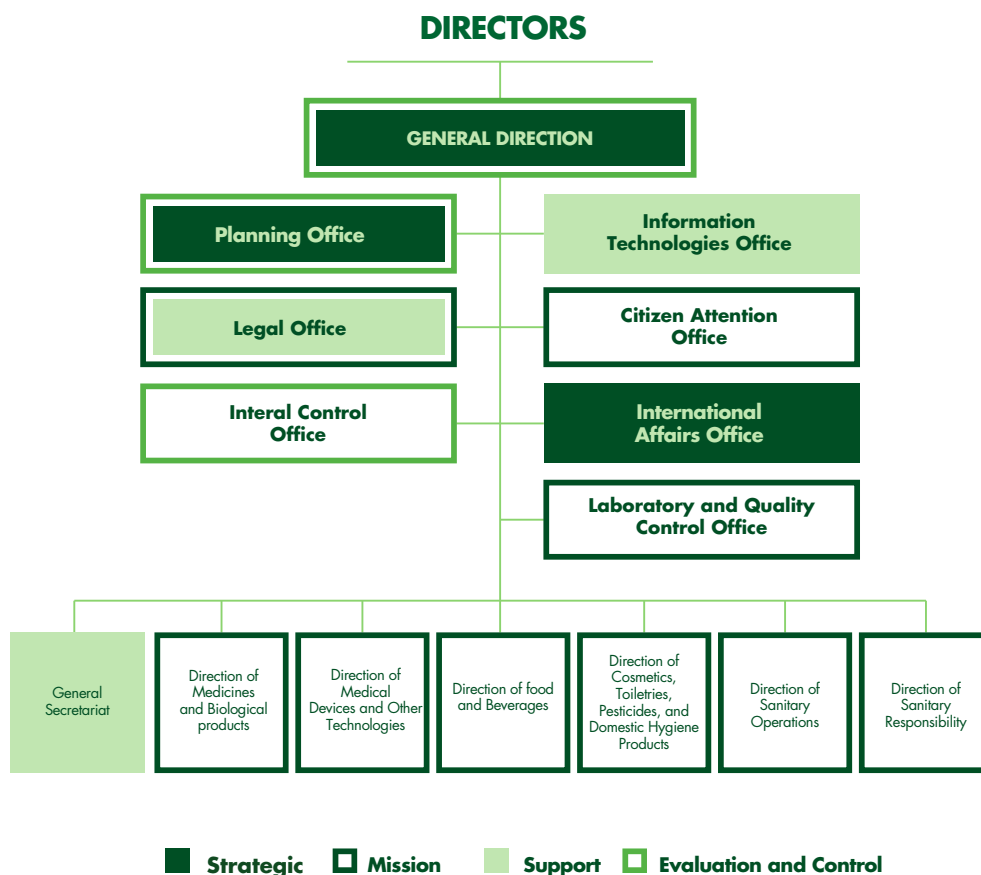 DIRECTORS
GENERAL DIRECTION
Planning Office
Information
Technologies Office
Legal Office
Citizen Attention
Office
Interal Control
Office
International
Affairs Office
Laboratory and Quality
Control Office
General
Secretariat
Direction of
Medicines
and Biological
products
Direction of
Medical
Devices and Other
Technologies
Direction of food
and Beverages
Direction of
Cosmetics,
Toiletries,
Pesticides, and
Domestic Hygiene
Products
Direction of
Sanitary
Operations
Direction of
Sanitary
Responsibility
Strategic
Mission
Support
Evaluation and Control